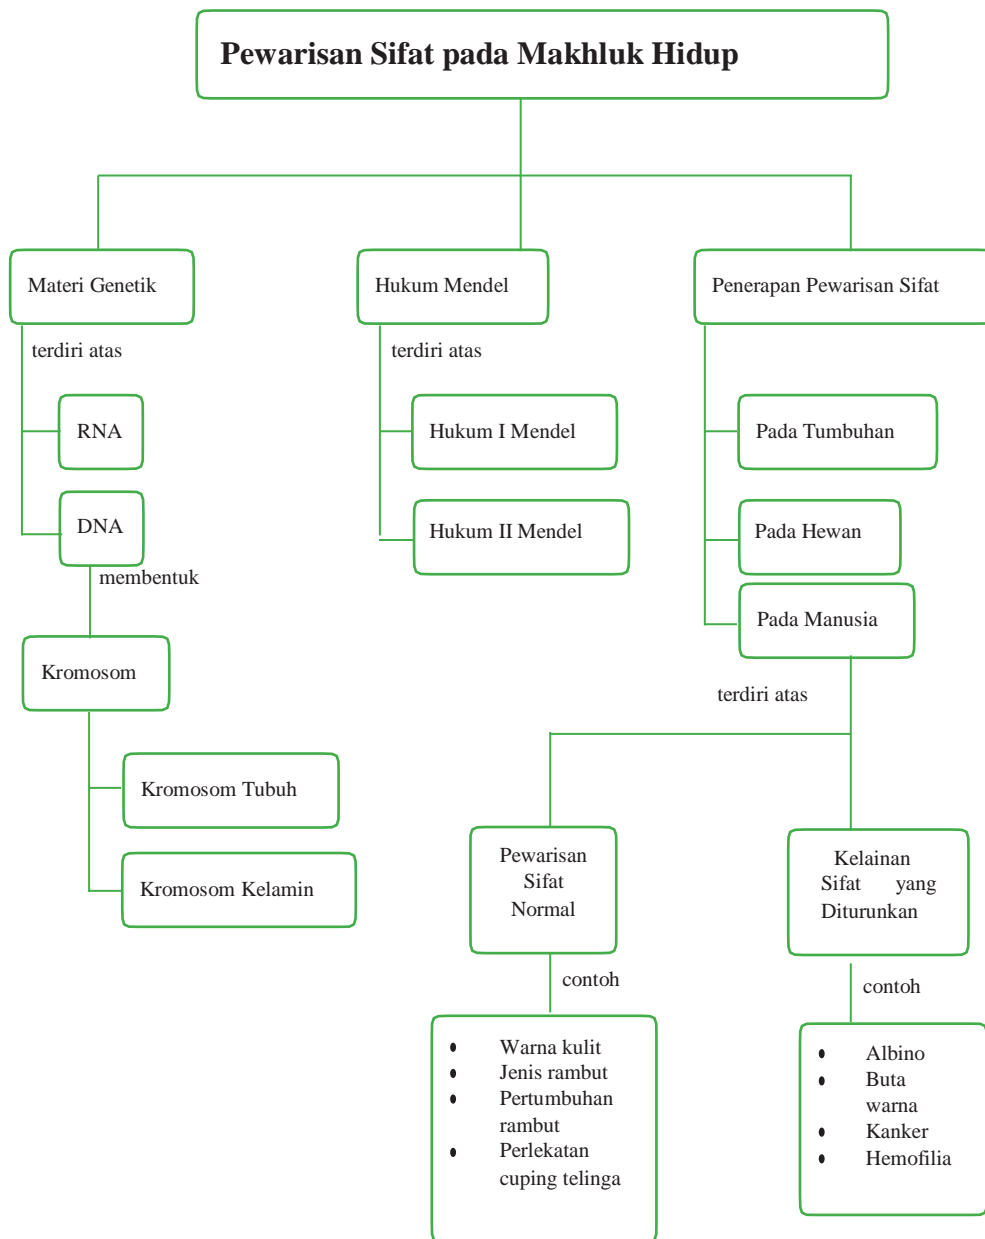 Pewarisan Sifat pada Makhluk Hidup
Materi Genetik
Hukum Mendel
Penerapan Pewarisan Sifat
terdiri atas
terdiri atas
RNA
Hukum I Mendel
Pada Tumbuhan
DNA
Hukum II Mendel
Pada Hewan
membentuk
Pada Manusia
Kromosom
terdiri atas
Kromosom Tubuh
Kromosom Kelamin
Pewarisan
Sifat
Normal
Kelainan
Sifat yang
Diturunkan
contoh
contoh
• Warna kulit
• Jenis rambut
• Pertumbuhan
rambut
• Perlekatan
cuping telinga
• Albino
• Buta
warna
• Kanker
• Hemofilia